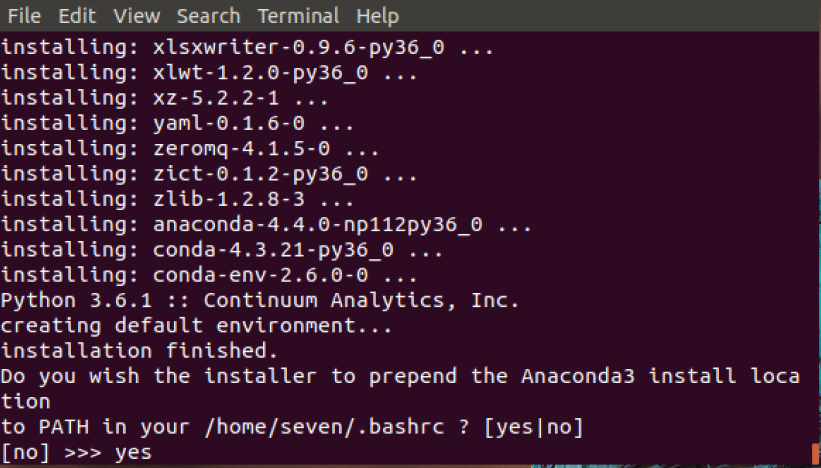 File Edit View Search Terminal Help
installing: xlsxwriter-0.9.6-py36_0 ...
installing: xlwt-1.2.0-py36_0 ...
installing: xz-5.2.2-1 ...
installing: yaml-0.1.6-0 ...
installing: zeromq-4.1.5-0 ...
installing: zict-0.1.2-py36_0 ...
installing: zlib-1.2.8-3 ...
installing: anaconda-4.4.0-np112py36_0 ...
installing: conda-4.3.21-py36_0 ...
installing: conda-env-2.6.0-0 ...
Python 3.6.1 :: Continuum Analytics, Inc.
creating default environment...
installation finished.
Do you wish the installer to prepend the Anaconda3 install loca
tion
to PATH in your /home/seven/.bashrc ? [yes|no]
[no] >>> yes